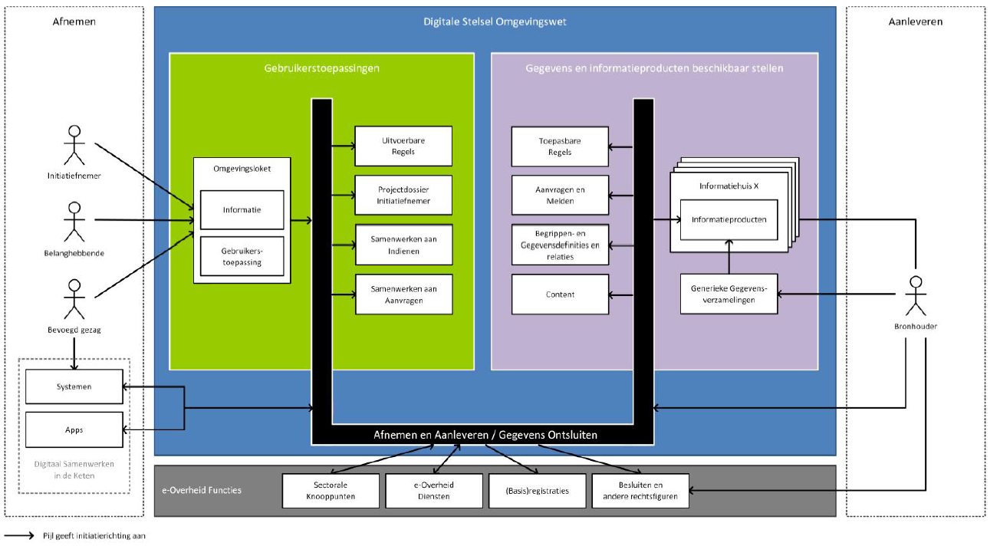 Afnemen
Digitale Stelsel Omgevingswet
Aanleveren
Gebruikerstoepassingen
Gegevens en informatieproducten beschikbaar stellen
Initiatiefnemer
Belanghebbende
Bevoegd gezag
Systemen
Apps
Digitaal Samenwerken
in de Keten
Omgevingsloket
Informatie
Gebruikers-
toepassing
Uitvoerbare
Regels
Projectdossier
Initiatiefnemer
Samenwerken aan
Indienen
Samenwerken aan
Aanvragen
Toepasbare
Regels
Aanvragen en
Melden
Begrippen- en
Gegevensdefinities en
relaties
Content
Informatiehuis X
Informatieproducten
Generieke Gegevens-
verzamelingen
Bronhouder
Afnemen en Aanleveren / Gegevens Ontsluiten
e-Overheid Functies
Sectorale
Knooppunten
e-Overheid
Diensten
(Basis)registraties
Besluiten en
andere rechtsfiguren
Pijl geeft initiatierichting aan